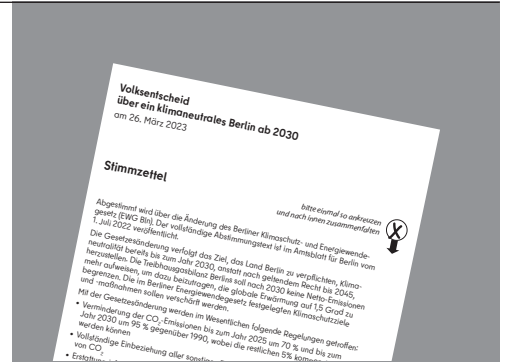 Volksentscheid
über ein klimaneutrales Berlin ab 2030
am 26. März 2023
Stimmzettel
bitte einmal so ankreuzen
und nach innen zusammenfalten
X
Abgestimmt wird über die Änderung des Berliner Klimaschutz- und Energiewende-
gesetz (EWG Bln). Der vollständige Abstimmungstext ist im Amtsblatt für Berlin vom
1. Juli 2022 veröffentlicht.
Die Gesetzesänderung verfolgt das Ziel, das Land Berlin zu verpflichten, Klima-
neutralität bereits bis zum Jahr 2030, anstatt nach geltendem Recht bis 2045,
herzustellen. Die Treibhausgasbilanz Berlins soll nach 2030 keine Netto-Emissionen
mehr aufweisen, um dazu beizutragen, die globale Erwärmung auf 1,5 Grad zu
begrenzen. Die im Berliner Energiewendegesetz festgelegten Klimaschutzziele
und -maßnahmen sollen verschärft werden.
Mit der Gesetzesänderung werden im Wesentlichen folgende Regelungen getroffen:
• Verminderung der CO₂-Emissionen bis zum Jahr 2025 um 70 % und bis zum
Jahr 2030 um 95 % gegenüber 1990, wobei die restlichen 5%
werden können
• Vollständige Einbeziehung aller
von CO₂